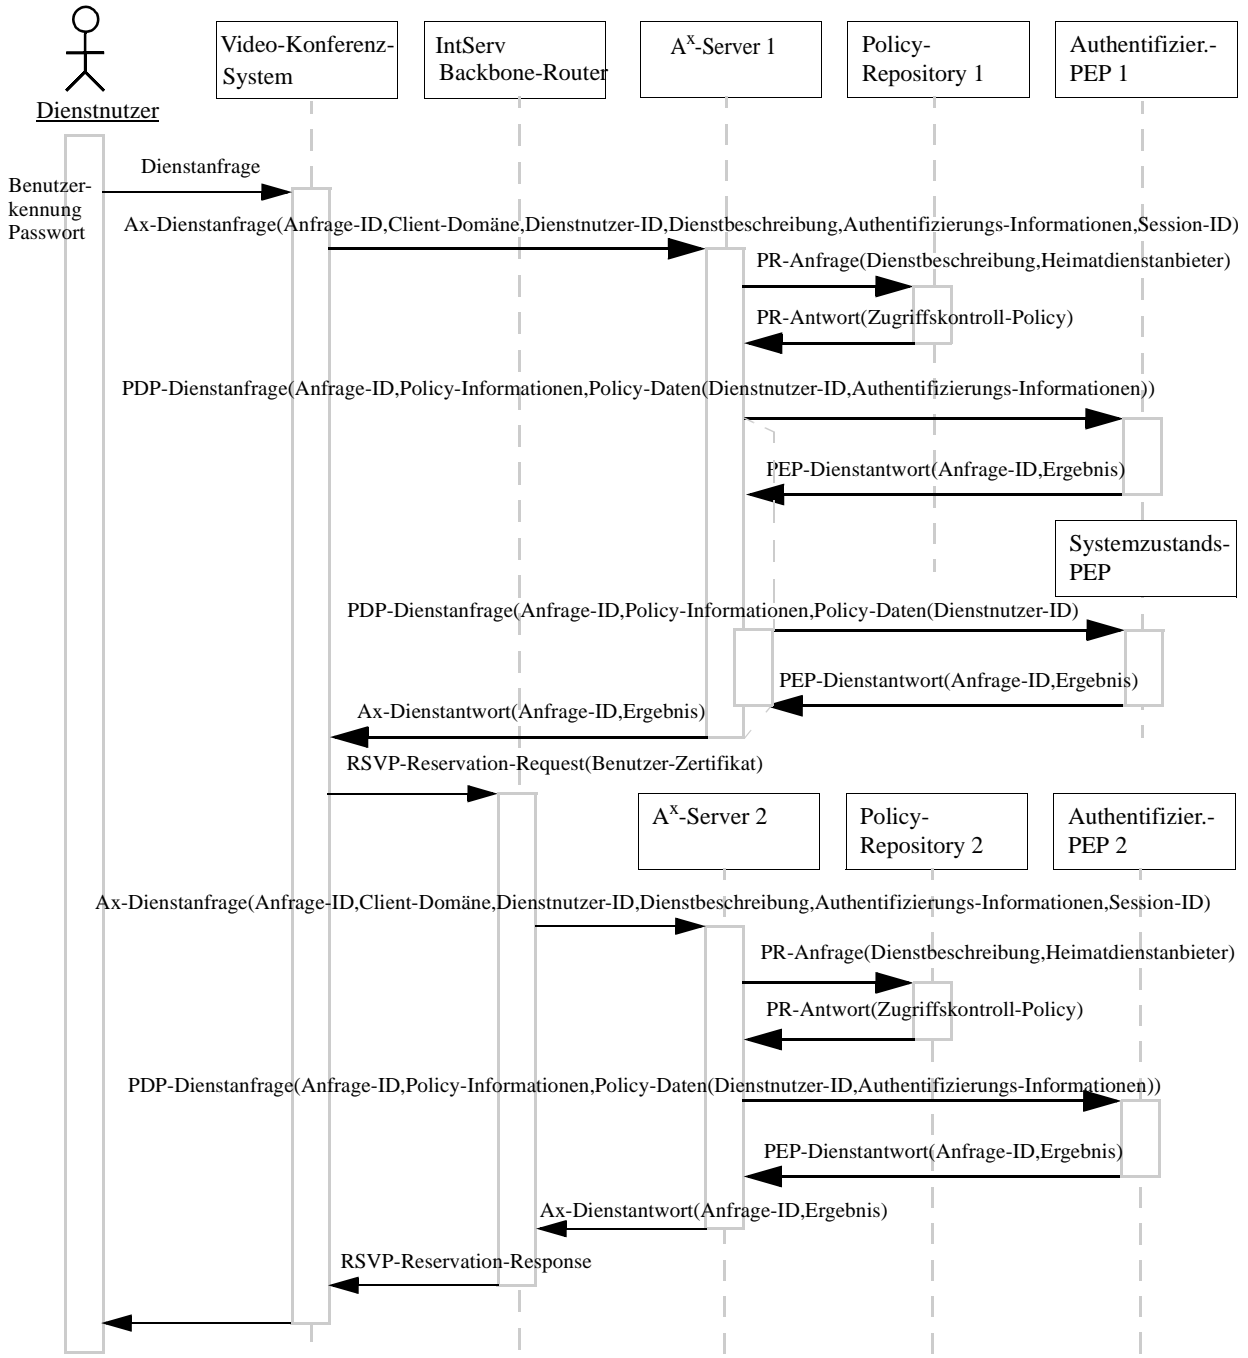 Dienstnutzer
Video-Konferenz-
System
IntServ
Backbone-Router
Aˣ-Server 1
Policy-
Repository 1
Authentifizier.-
PEP 1
Benutzer-
kennung
Passwort
Dienstanfrage
Ax-Dienstanfrage(Anfrage-ID,Client-Domäne,Dienstnutzer-ID,Dienstbeschreibung,Authentifizierungs-Informationen,Session-ID)
PR-Anfrage(Dienstbeschreibung,Heimatdienstanbieter)
PR-Antwort(Zugriffskontroll-Policy)
PDP-Dienstanfrage(Anfrage-ID,Policy-Informationen,Policy-Daten(Dienstnutzer-ID,Authentifizierungs-Informationen))
PEP-Dienstantwort(Anfrage-ID,Ergebnis)
Systemzustands-
PEP
PDP-Dienstanfrage(Anfrage-ID,Policy-Informationen,Policy-Daten(Dienstnutzer-ID)
PEP-Dienstantwort(Anfrage-ID,Ergebnis)
Ax-Dienstantwort(Anfrage-ID,Ergebnis)
RSVP-Reservation-Request(Benutzer-Zertifikat)
Aˣ-Server 2
Policy-
Repository 2
Authentifizier.-
PEP 2
Ax-Dienstanfrage(Anfrage-ID,Client-Domäne,Dienstnutzer-ID,Dienstbeschreibung,Authentifizierungs-Informationen,Session-ID)
PR-Anfrage(Dienstbeschreibung,Heimatdienstanbieter)
PR-Antwort(Zugriffskontroll-Policy)
PDP-Dienstanfrage(Anfrage-ID,Policy-Informationen,Policy-Daten(Dienstnutzer-ID,Authentifizierungs-Informationen))
PEP-Dienstantwort(Anfrage-ID,Ergebnis)
Ax-Dienstantwort(Anfrage-ID,Ergebnis)
RSVP-Reservation-Response